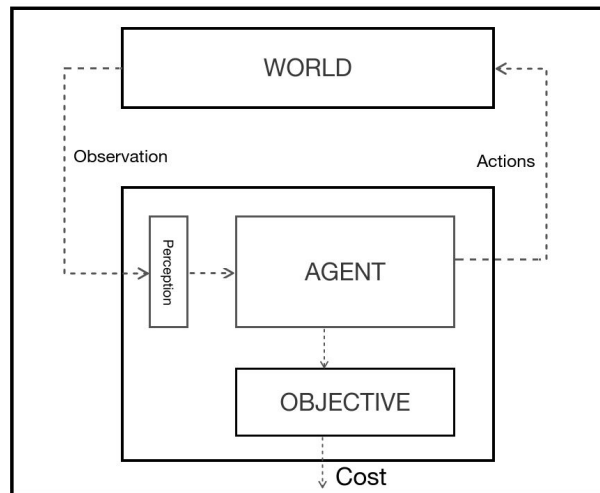 WORLD
Observation
Actions
Perception
AGENT
OBJECTIVE
Cost